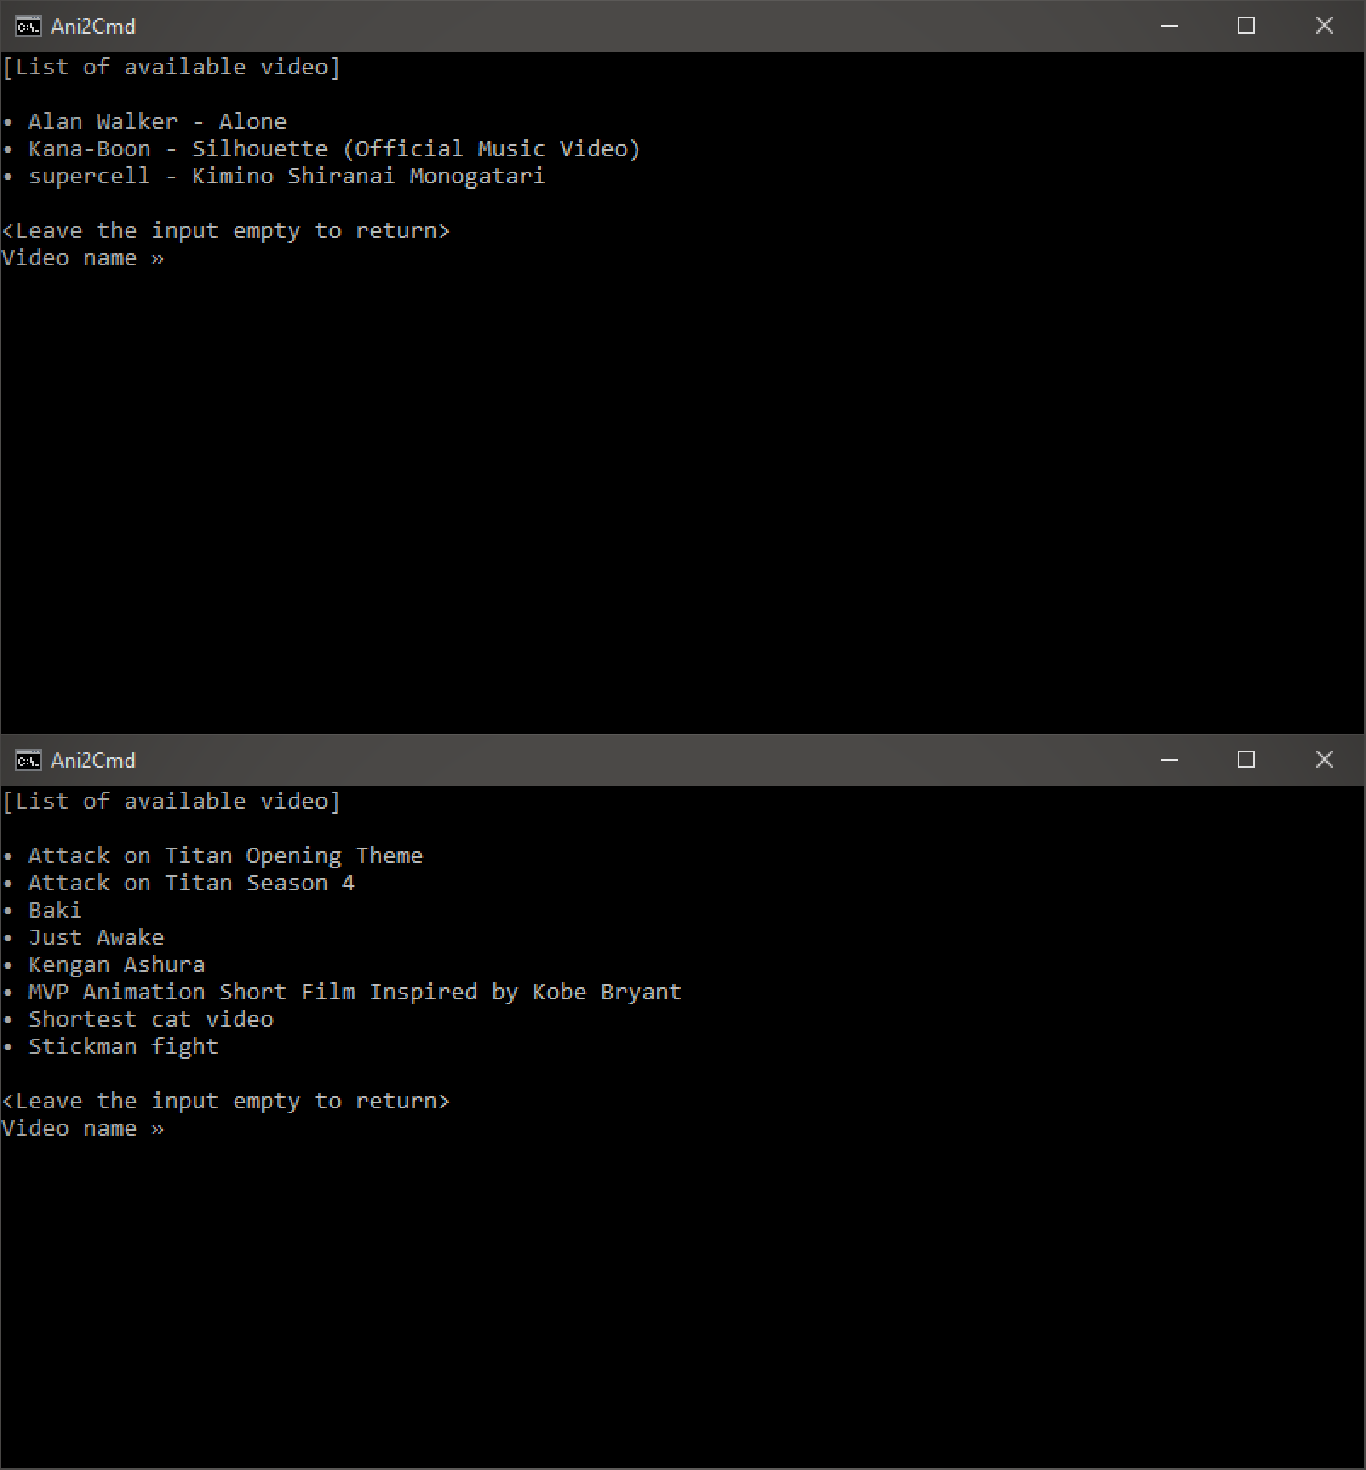 Ani2Cmd
[List of available video]
• Alan Walker - Alone
• Kana-Boon - Silhouette (Official Music Video)
• supercell - Kimino Shiranai Monogatari
<Leave the input empty to return>
Video name »
Ani2Cmd
[List of available video]
• Attack on Titan Opening Theme
• Attack on Titan Season 4
• Baki
• Just Awake
• Kengan Ashura
• MVP Animation Short Film Inspired by Kobe Bryant
• Shortest cat video
• Stickman fight
<Leave the input empty to return>
Video name »